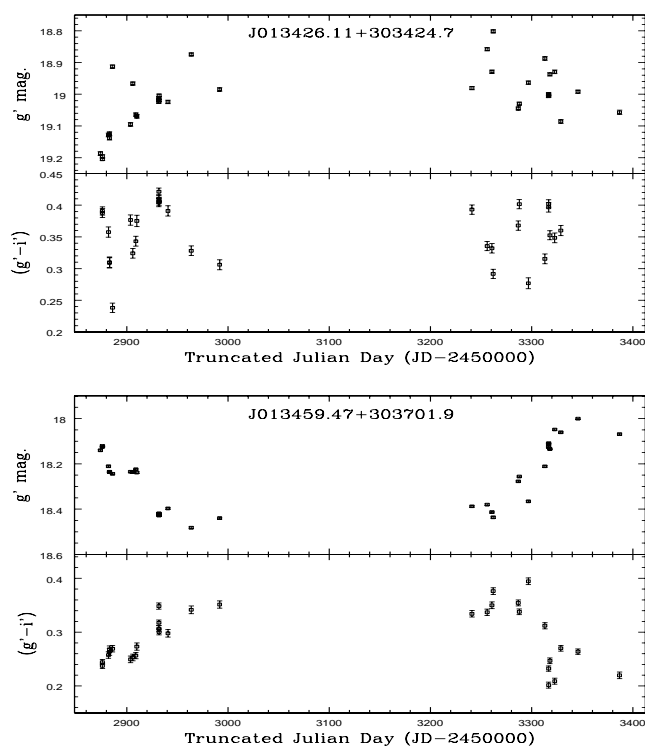 J013426.11+303424.7
18.8
18.9
19
19.1
19.2
g' mag.
0.45
0.4
0.35
0.3
0.25
0.2
(g'-i')
2900 3000 3100 3200 3300 3400
Truncated Julian Day (JD-2450000)
J013459.47+303701.9
18
18.2
18.4
18.6
g' mag.
0.4
0.3
0.2
(g'-i')
2900 3000 3100 3200 3300 3400
Truncated Julian Day (JD-2450000)